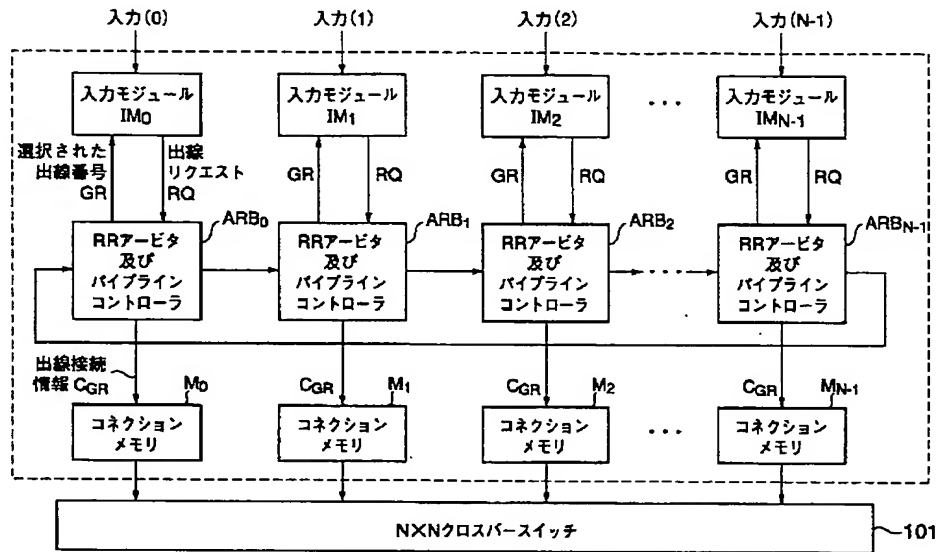 入力(0)
入力(1)
入力(2)
入力(N-1)
入力モジュール
IM0
入力モジュール
IM1
入力モジュール
IM2
・・・
入力モジュール
IMN-1
選択された
出線番号
GR
出線
リクエスト
RQ
GR
RQ
GR
RQ
GR
RQ
ARB0
ARB1
ARB2
ARBN-1
RRアービタ
及び
パイプライン
コントローラ
RRアービタ
及び
パイプライン
コントローラ
RRアービタ
及び
パイプライン
コントローラ
RRアービタ
及び
パイプライン
コントローラ
出線接続
情報 CGR
M0
CGR
M1
CGR
M2
CGR
MN-1
コネクション
メモリ
コネクション
メモリ
コネクション
メモリ
・・・
コネクション
メモリ
N×Nクロスバースイッチ
101